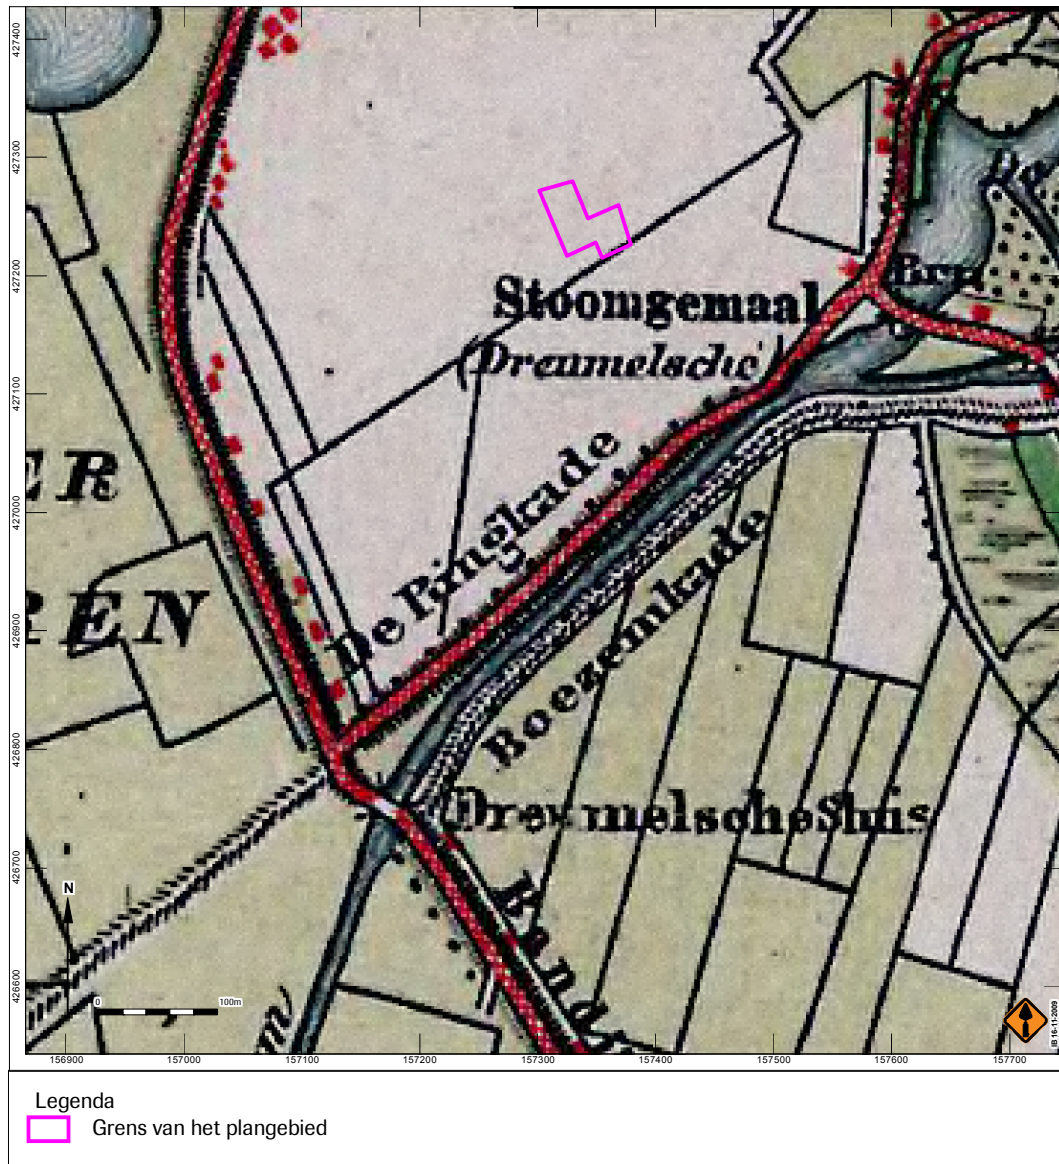 427400
427300
427200
427100
427000
426900
426800
426700
426600
Stoomgemaal
(Dreumelsche)
De Ringkade
Boezemkade
ER
Dreumelsche Sluis
N
0 100m
156900 157000 157100 157200 157300 157400 157500 157600 157700
IB 16-11-2009
Legenda
Grens van het plangebied